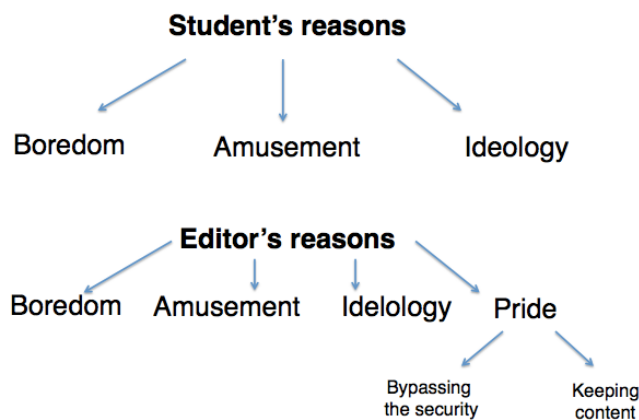 Student's reasons
Boredom Amusement Ideology
Editor's reasons
Boredom Amusement Idelology Pride
Bypassing the security
Keeping content